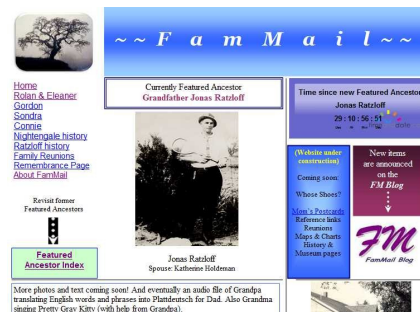 ~ ~ F a m M a i l ~ ~
Home
Rolan & Eleaner
Gordon
Sondra
Connie
Nightengale history
Ratzloff history
Family Reunions
Remembrance Page
About FamMail
Revisit former
Featured Ancestors
Featured
Ancestor Index
Currently Featured Ancestor
Grandfather Jonas Ratzloff
Jonas Ratzloff
Spouse: Katherine Holdeman
Time since new Featured Ancestor
Jonas Ratzloff
29 : 10 : 56 : 51
(Website under
construction)
Coming soon:
Whose Shoes?
Mom's Postcards
Reference links
Reunions
Maps & Charts
History &
Museum pages
New items
are announced
on the
FM Blog
FM
FamMail Blog
More photos and text coming soon! And eventually an audio file of Grandpa
translating English words and phrases into Plattdeutsch for Dad. Also Grandma
singing Pretty Gray Kitty (with help from Grandpa).